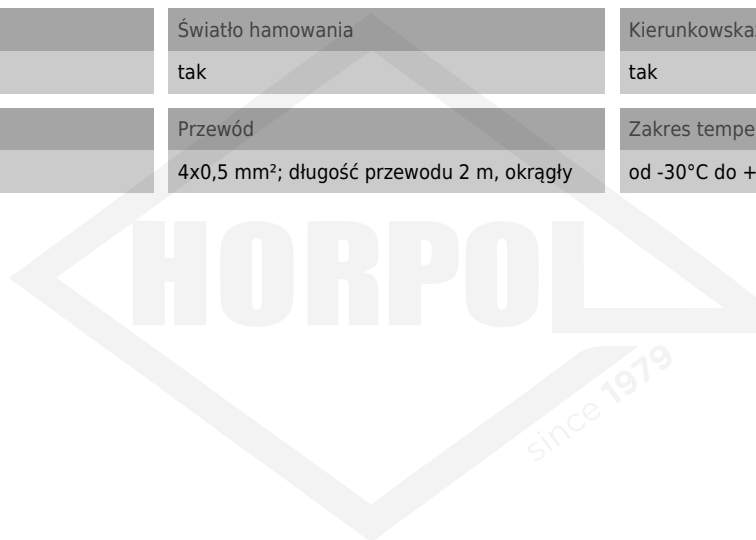 Światło hamowania
Kierunkowska
tak
tak
Przewód
Zakres tempe
4x0,5 mm²; długość przewodu 2 m, okrągły
od -30°C do +
HORPOL
since 1979